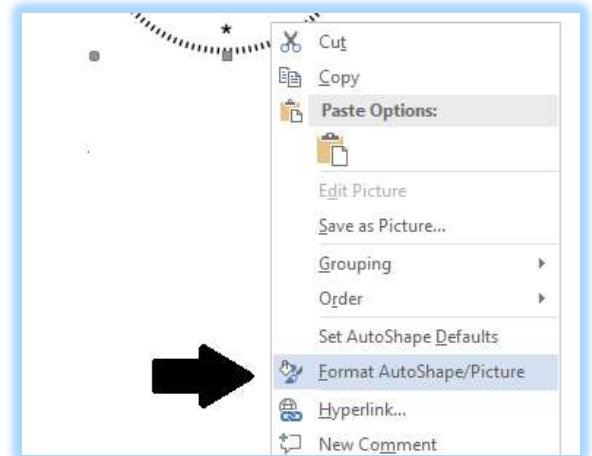 *
Cut
Copy
Paste Options:
Edit Picture
Save as Picture...
Grouping
Order
Set AutoShape Defaults
Format AutoShape/Picture
Hyperlink...
New Comment